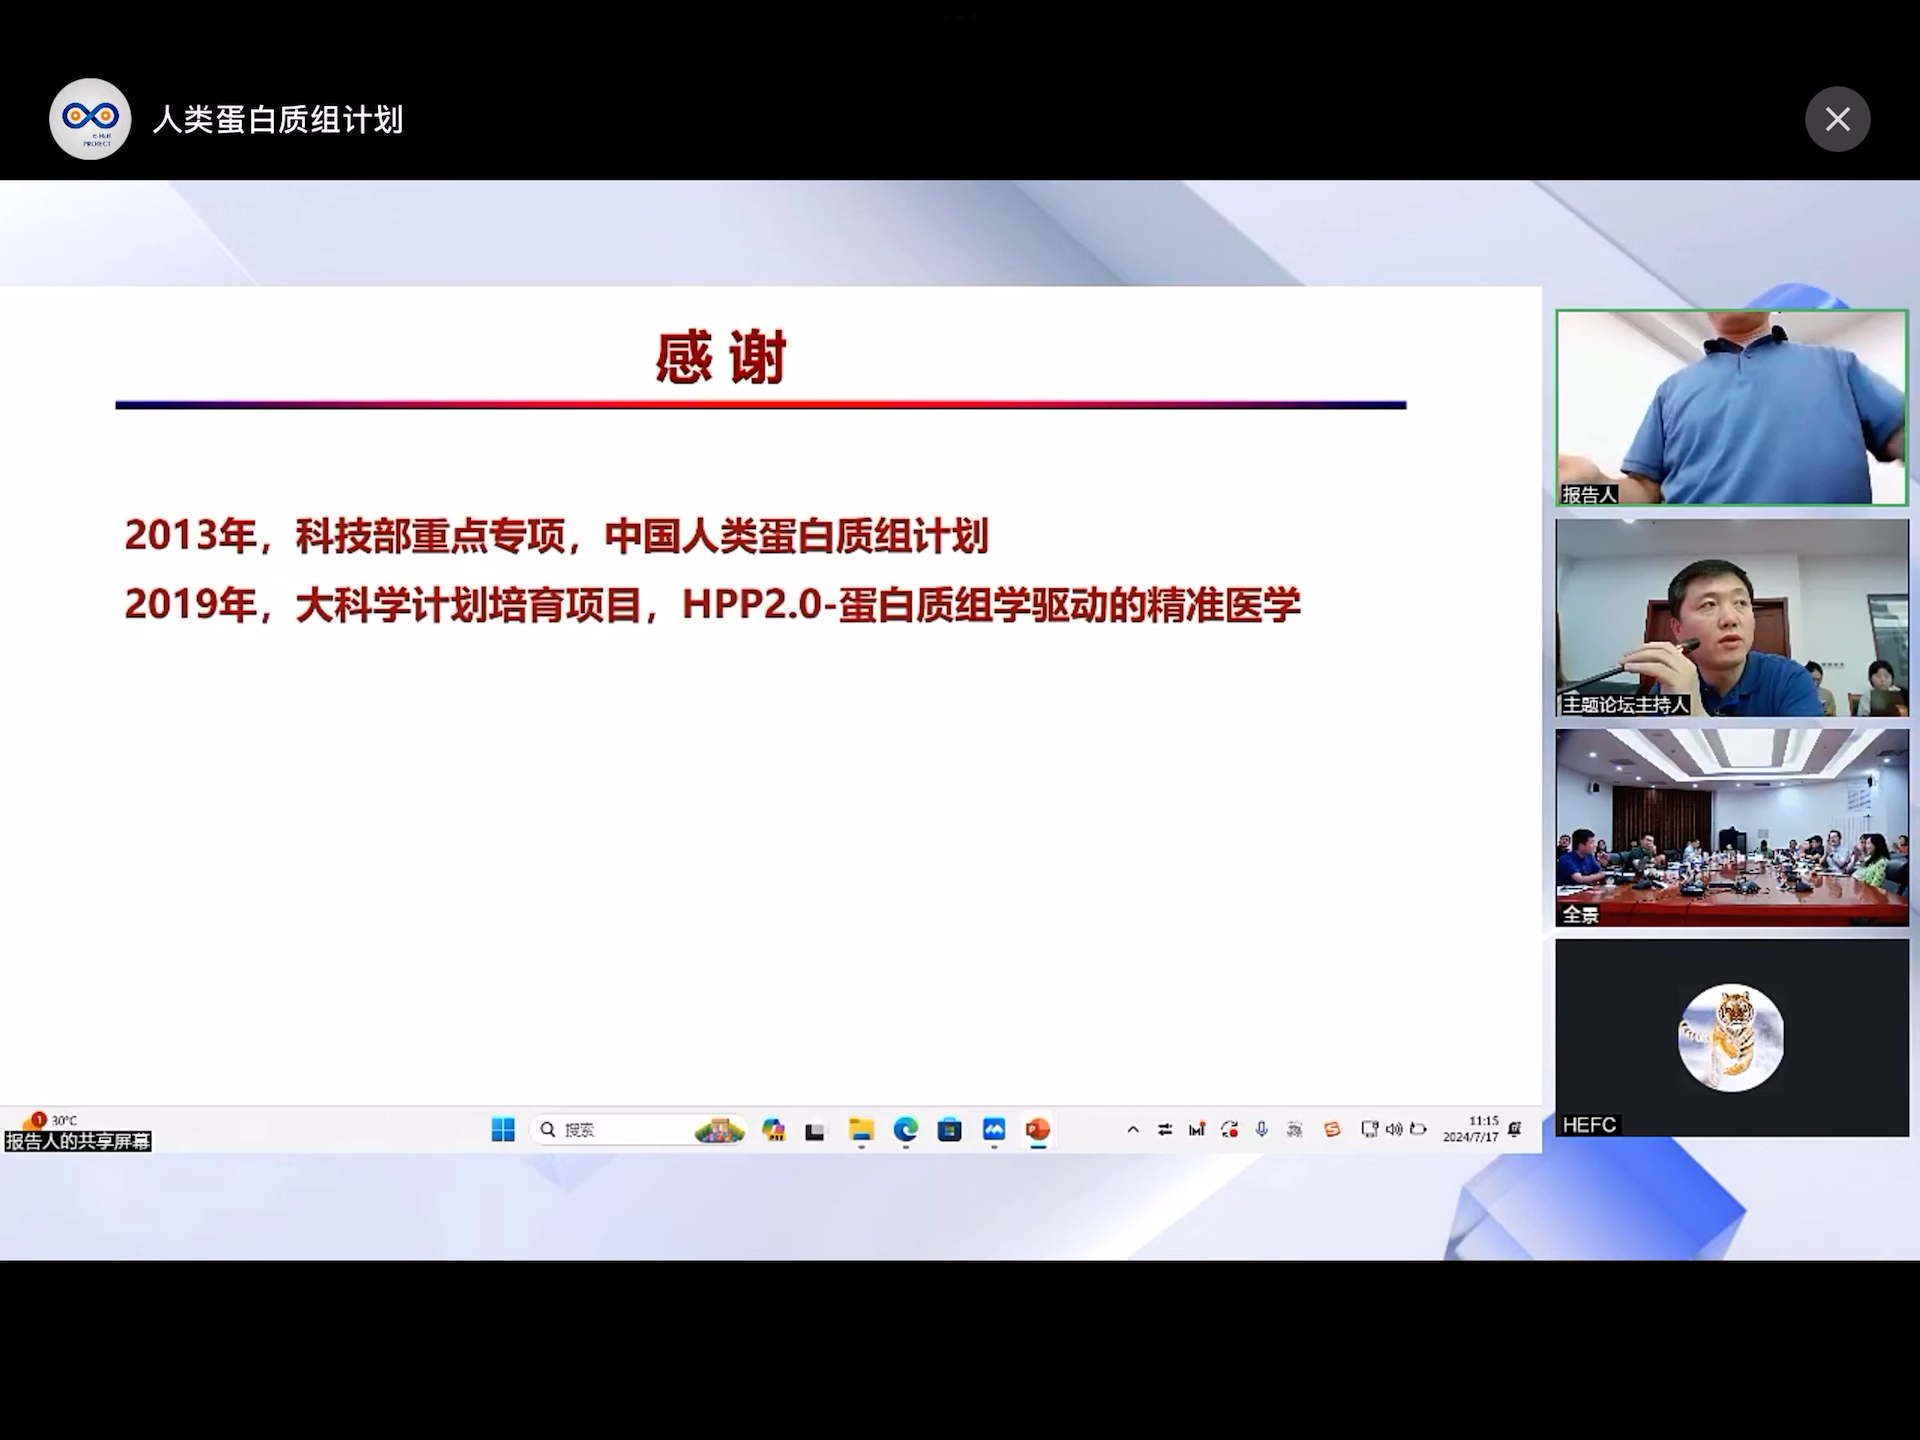 人类蛋白质组计划
PROJECT
感谢
2013年，科技部重点专项，中国人类蛋白质组计划
2019年，大科学计划培育项目，HPP2.0-蛋白质组学驱动的精准医学
报告人
主题论坛主持人
全景
HEFC
1
30°C
报告人的共享屏幕
搜索
11:15
2024/7/17